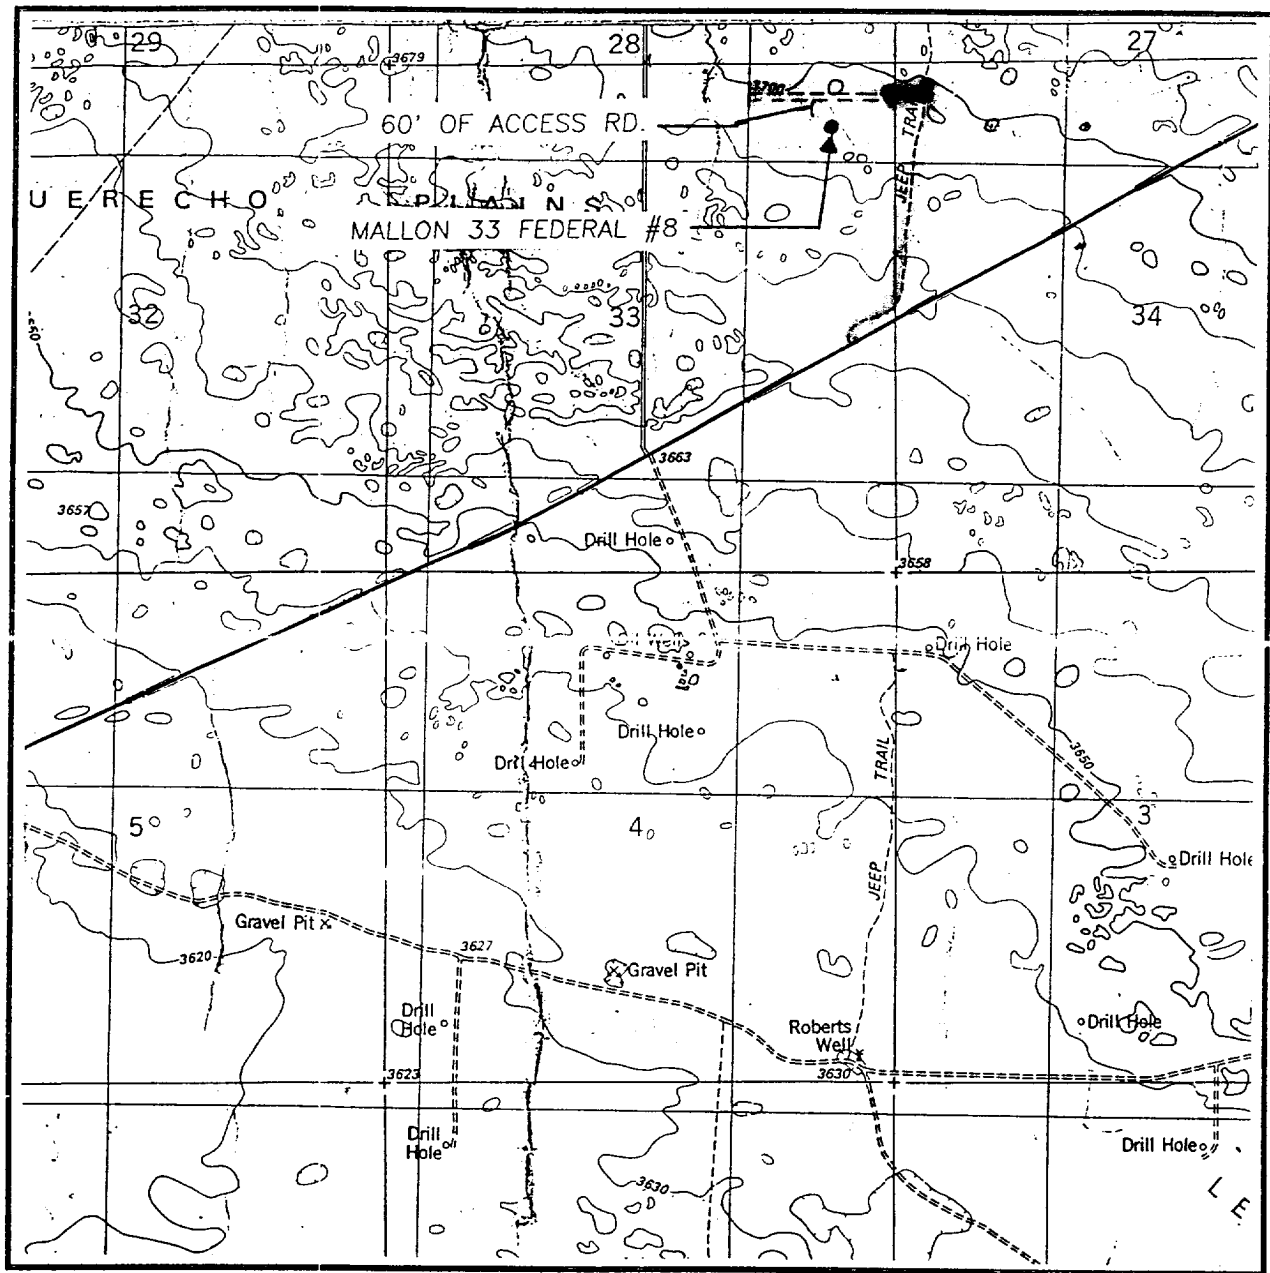 29
28
27
3679
3700
60' OF ACCESS RD.
JEEP TRAIL
UERECHO PLAINS
MALLON 33 FEDERAL #8
32
33
34
3663
3657
Drill Hole
3658
Drill Hole
Drill Hole
Drill Hole
3650
JEEP TRAIL
5
4
3
Drill Hole
Gravel Pit
3627
3620
Gravel Pit
Drill
Hole
Roberts
Well
Drill Hole
3623
3630
Drill
Hole
Drill Hole
3630
L E